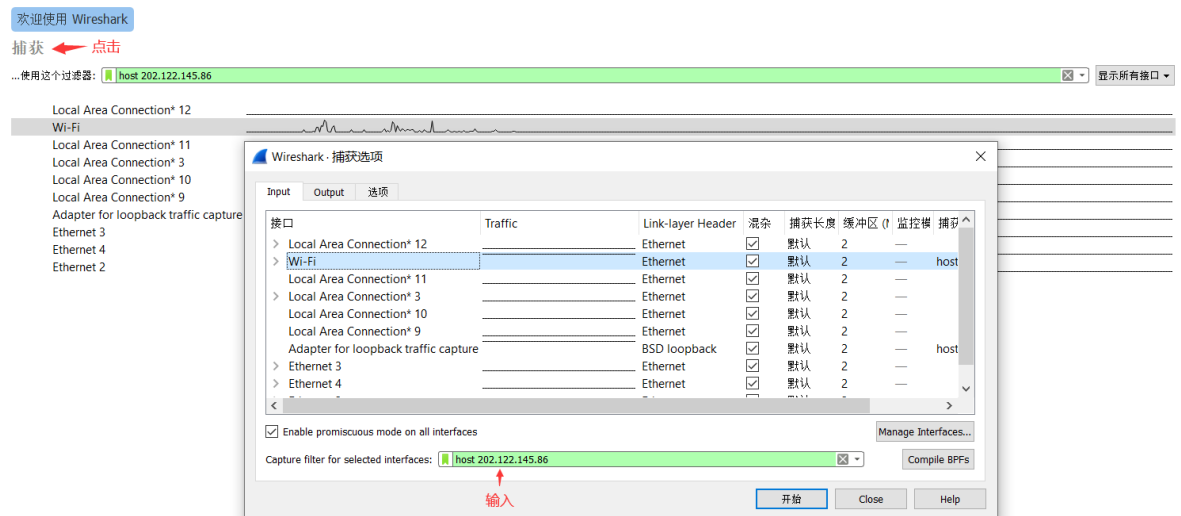 欢迎使用 Wireshark
捕获 点击
...使用这个过滤器: host 202.122.145.86 显示所有接口
Local Area Connection* 12
Wi-Fi
Local Area Connection* 11
Local Area Connection* 3
Local Area Connection* 10
Local Area Connection* 9
Adapter for loopback traffic capture
Ethernet 3
Ethernet 4
Ethernet 2
Wireshark · 捕获选项
Input Output 选项
接口 Traffic Link-layer Header 混杂 捕获长度 缓冲区 (M 监控模 捕获
Local Area Connection* 12 Ethernet 默认 2 —
Wi-Fi Ethernet 默认 2 — host
Local Area Connection* 11 Ethernet 默认 2 —
Local Area Connection* 3 Ethernet 默认 2 —
Local Area Connection* 10 Ethernet 默认 2 —
Local Area Connection* 9 Ethernet 默认 2 —
Adapter for loopback traffic capture BSD loopback 默认 2 — host
Ethernet 3 Ethernet 默认 2 —
Ethernet 4 Ethernet 默认 2 —
Enable promiscuous mode on all interfaces Manage Interfaces...
Capture filter for selected interfaces: host 202.122.145.86 Compile BPFs
输入
开始 Close Help